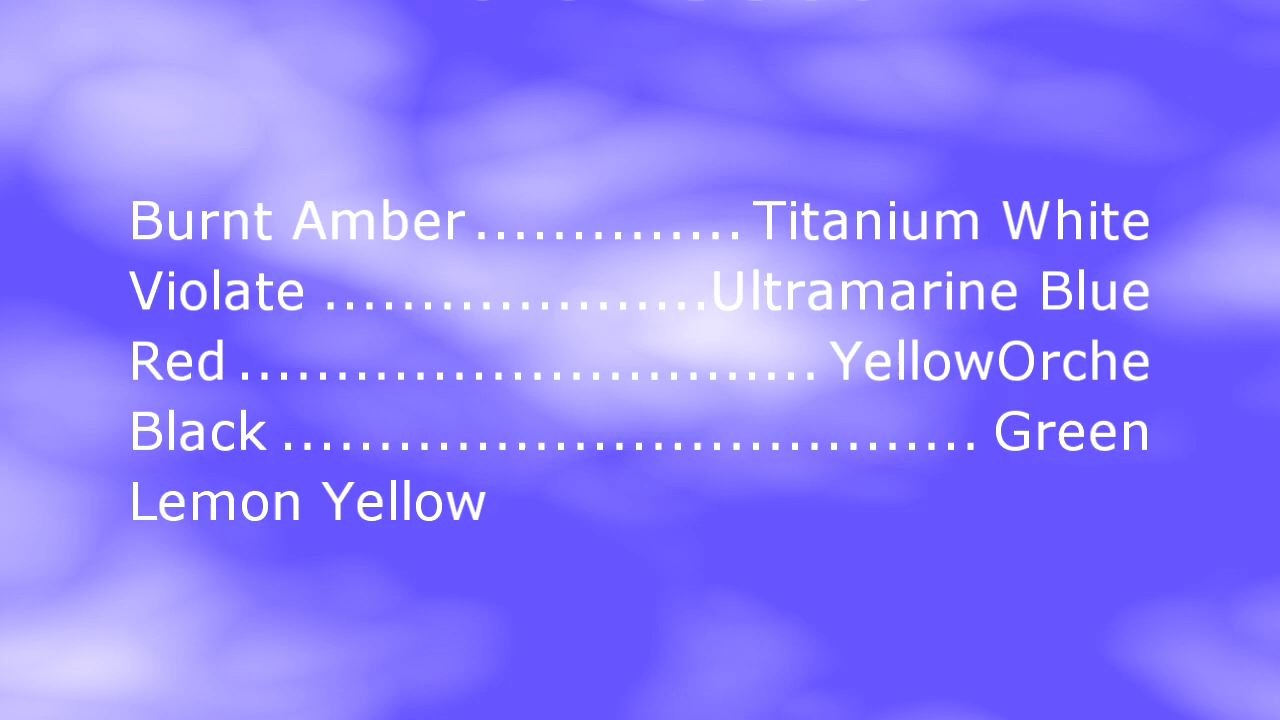 Burnt Amber..............Titanium White
Violate ....................Ultramarine Blue
Red ..............................YellowOrche
Black ....................................Green
Lemon Yellow